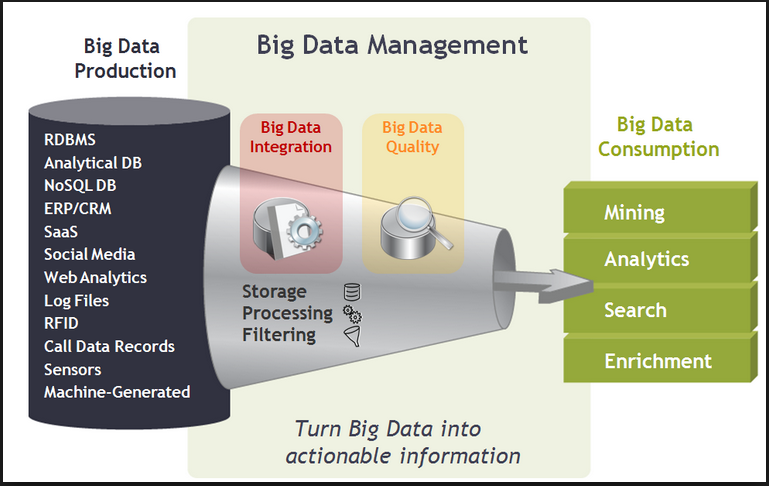 Big Data
Production
Big Data Management
RDBMS
Analytical DB
NoSQL DB
ERP/CRM
SaaS
Social Media
Web Analytics
Log Files
RFID
Call Data Records
Sensors
Machine-Generated
Big Data
Integration
Big Data
Quality
Storage
Processing
Filtering
Turn Big Data into
actionable information
Big Data
Consumption
Mining
Analytics
Search
Enrichment